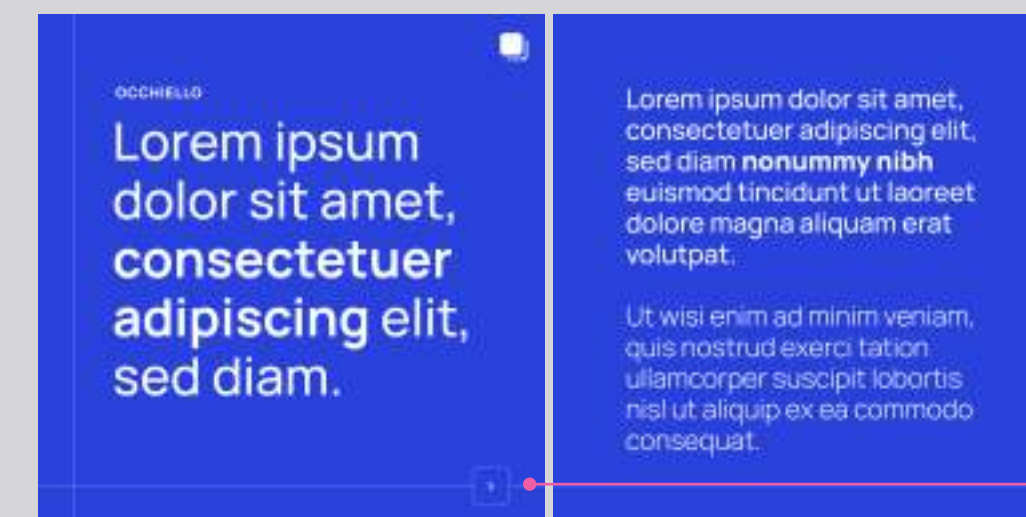 OCCHIELLO
Lorem ipsum
dolor sit amet,
consectetuer
adipiscing elit,
sed diam.
Lorem ipsum dolor sit amet,
consectetuer adipiscing elit,
sed diam nonummy nibh
euismod tincidunt ut laoreet
dolore magna aliquam erat
volutpat.
Ut wisi enim ad minim veniam,
quis nostrud exerci tation
ullamcorper suscipit lobortis
nisl ut aliquip ex ea commodo
consequat.